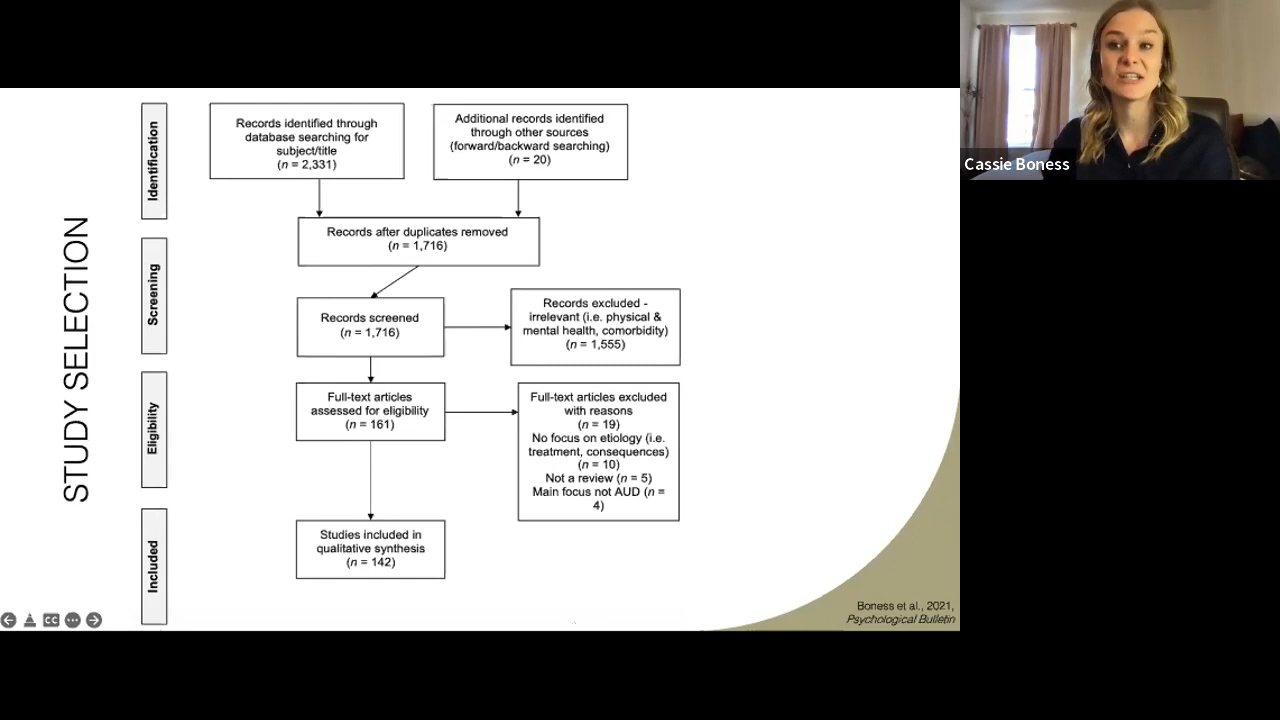 STUDY SELECTION
Identification
Records identified through
database searching for
subject/title
(n = 2,331)
Additional records identified
through other sources
(forward/backward searching)
(n = 20)
Records after duplicates removed
(n = 1,716)
Screening
Records screened
(n = 1,716)
Records excluded -
irrelevant (i.e. physical &
mental health, comorbidity)
(n = 1,555)
Eligibility
Full-text articles
assessed for eligibility
(n = 161)
Full-text articles excluded
with reasons
(n = 19)
No focus on etiology (i.e.
treatment, consequences)
(n = 10)
Not a review (n = 5)
Main focus not AUD (n =
4)
Included
Studies included in
qualitative synthesis
(n = 142)
Boness et al., 2021,
Psychological Bulletin
CC
Cassie Boness